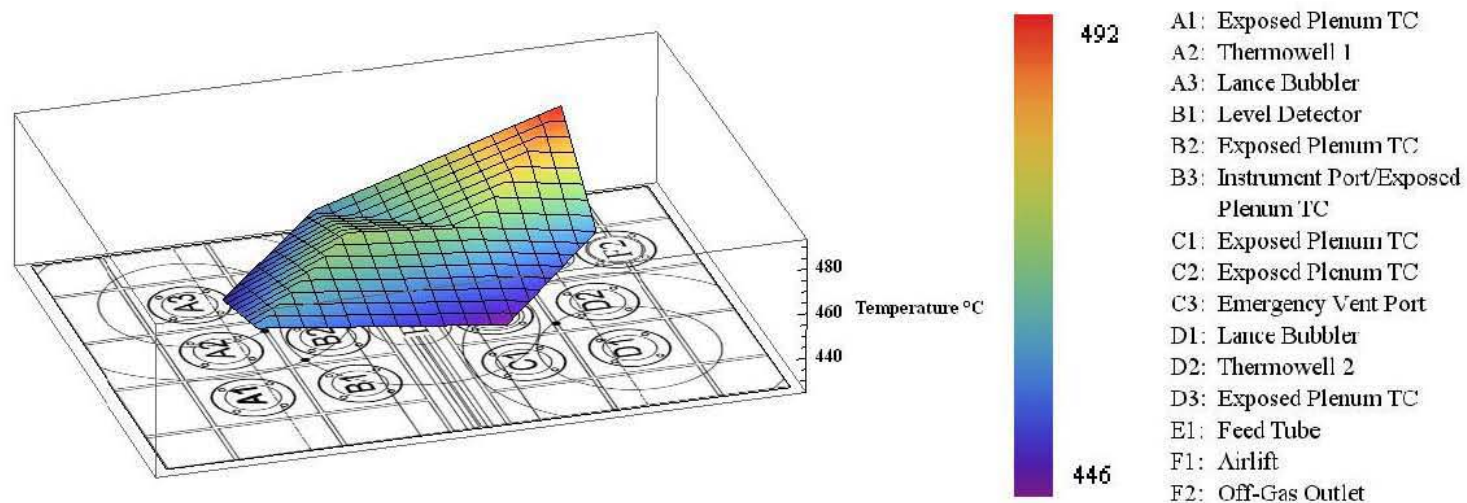 492
446
A1: Exposed Plenum TC
A2: Thermowell 1
A3: Lance Bubbler
B1: Level Detector
B2: Exposed Plenum TC
B3: Instrument Port/Exposed
Plenum TC
C1: Exposed Plenum TC
C2: Exposed Plenum TC
C3: Emergency Vent Port
D1: Lance Bubbler
D2: Thermowell 2
D3: Exposed Plenum TC
E1: Feed Tube
F1: Airlift
F2: Off-Gas Outlet
480
460
440
Temperature °C
A3
A2
A1
B2
B1
C1
D2
D1
F2